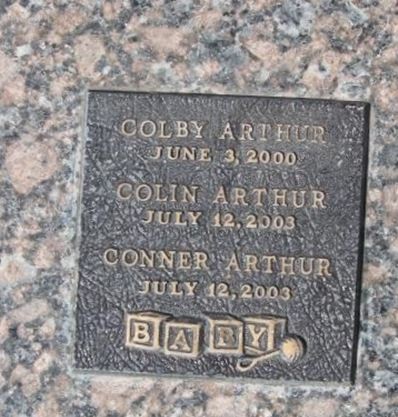 COLBY ARTHUR
JUNE 3, 2000
COLIN ARTHUR
JULY 12, 2003
CONNER ARTHUR
JULY 12, 2003
BABY